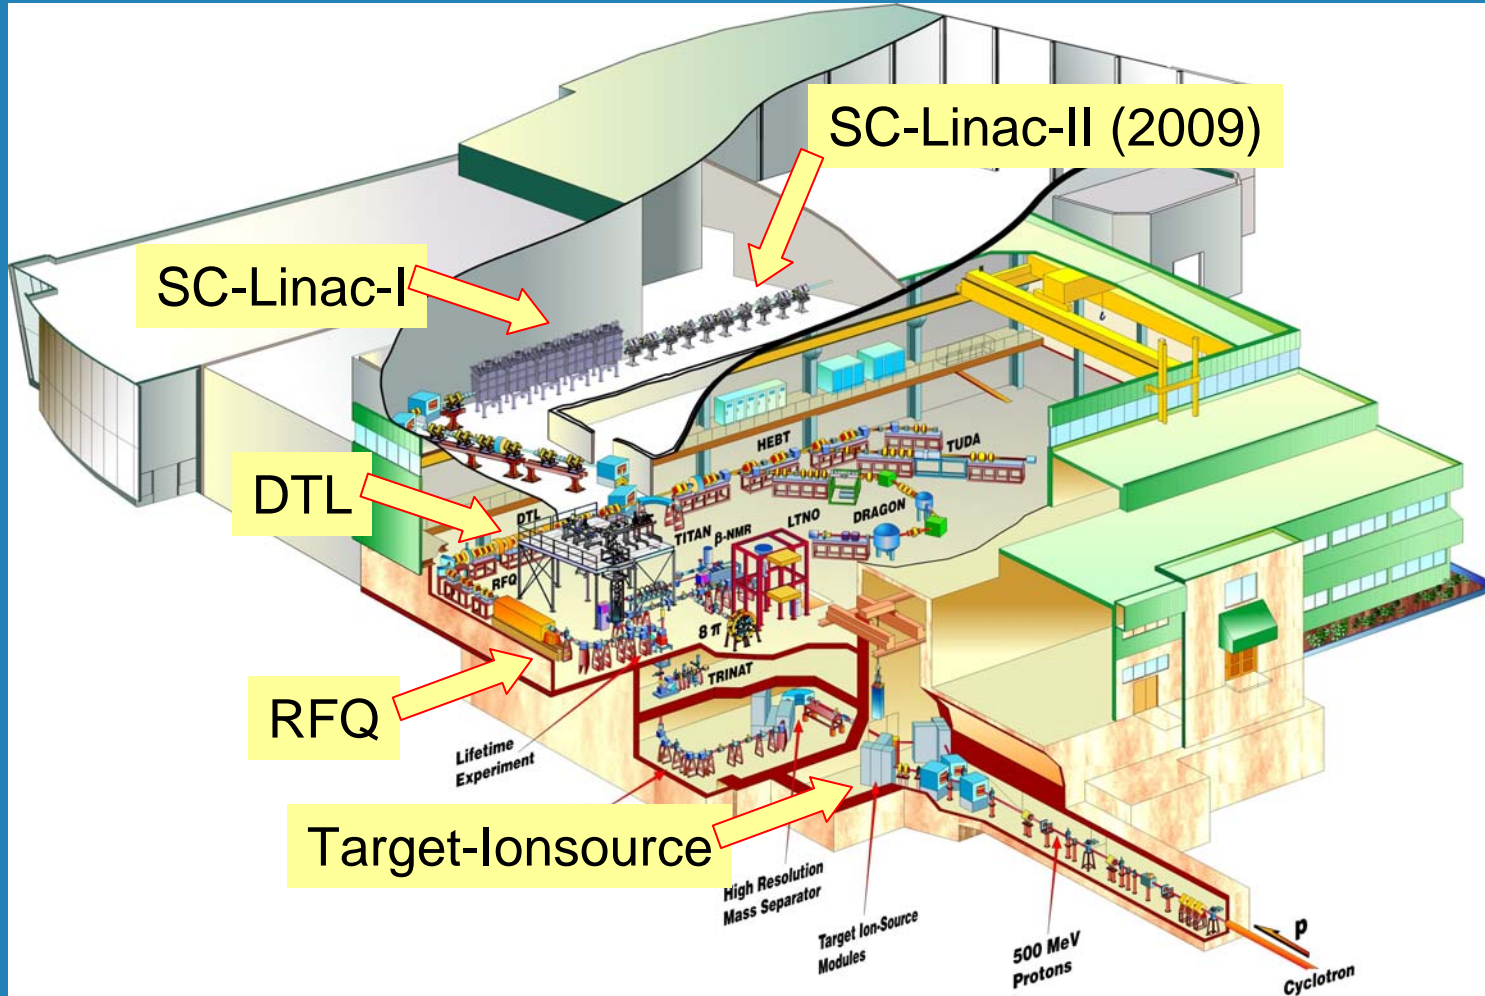 SC-Linac-II (2009)
SC-Linac-I
HEBT
TUDA
DTL
DTL
TITAN
β-NMR
LTNO
DRAGON
RFQ
8 π
TRINAT
RFQ
Lifetime
Experiment
Target-Ionsource
High Resolution
Mass Separator
Target Ion-Source
Modules
500 MeV
Protons
p
Cyclotron